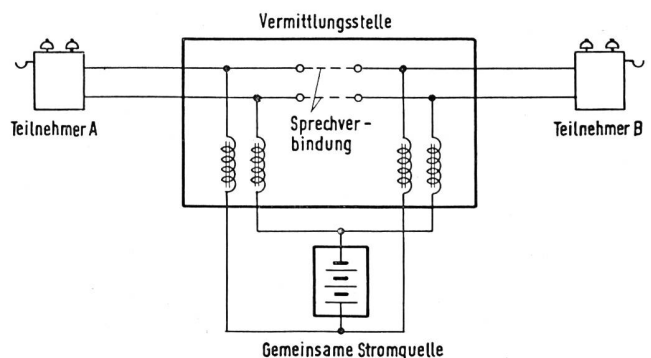 Vermittlungsstelle
Teilnehmer A
Sprechver-
bindung
Teilnehmer B
Gemeinsame Stromquelle